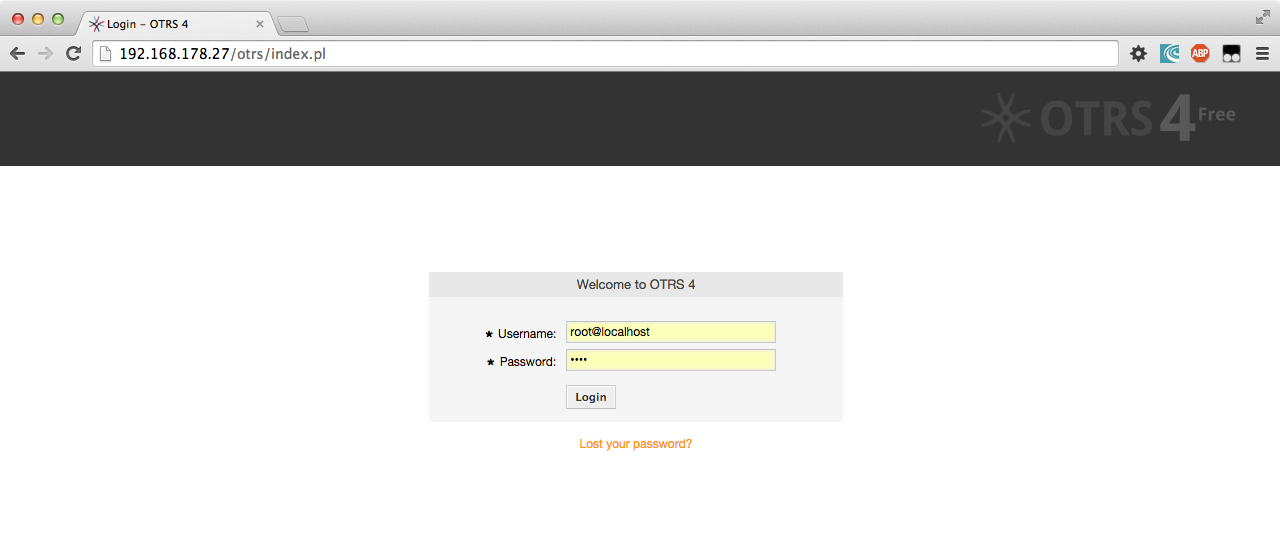 Login – OTRS 4
192.168.178.27/otrs/index.pl
ABP
OTRS 4 Free
Welcome to OTRS 4
* Username: root@localhost
* Password: ••••
Login
Lost your password?